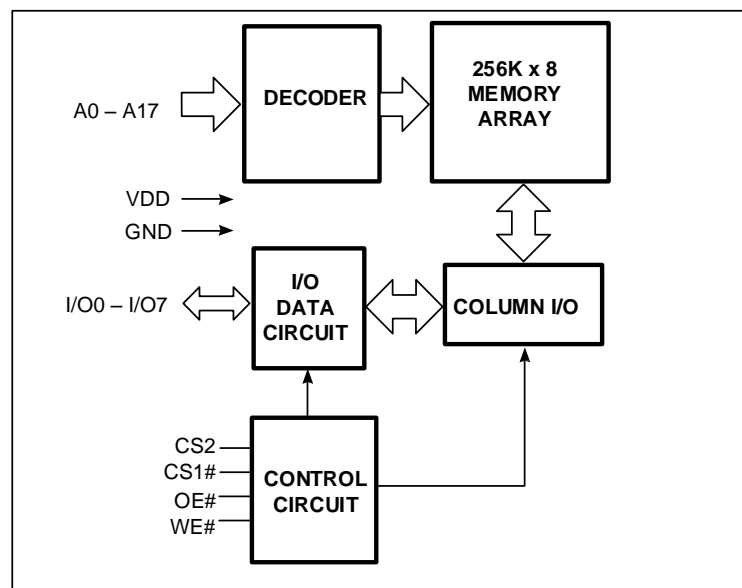 A0 – A17
DECODER
256K x 8
MEMORY
ARRAY
VDD
GND
I/O0 – I/O7
I/O
DATA
CIRCUIT
COLUMN I/O
CS2
CS1#
OE#
WE#
CONTROL
CIRCUIT